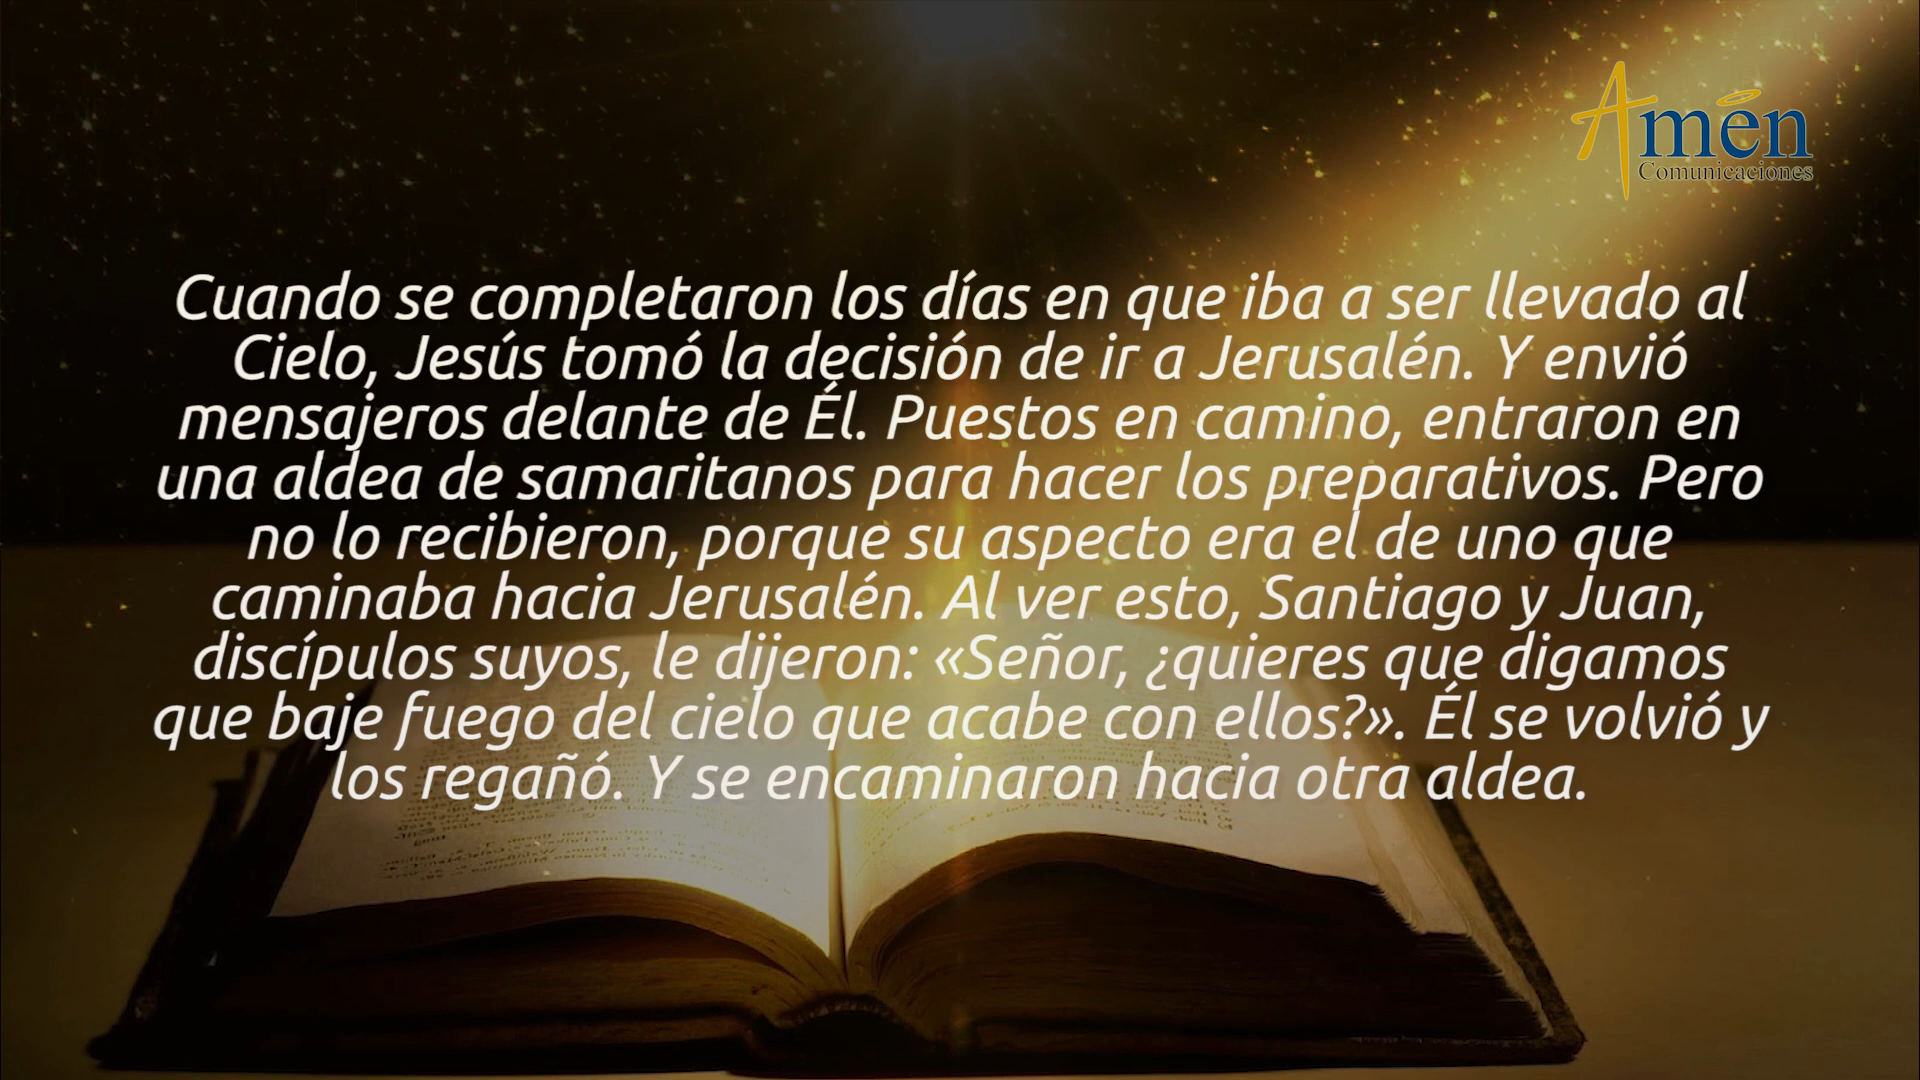 Amén
Comunicaciones
Cuando se completaron los días en que iba a ser llevado al
Cielo, Jesús tomó la decisión de ir a Jerusalén. Y envió
mensajeros delante de Él. Puestos en camino, entraron en
una aldea de samaritanos para hacer los preparativos. Pero
no lo recibieron, porque su aspecto era el de uno que
caminaba hacia Jerusalén. Al ver esto, Santiago y Juan,
discípulos suyos, le dijeron: «Señor, ¿quieres que digamos
que baje fuego del cielo que acabe con ellos?». Él se volvió y
los regañó. Y se encaminaron hacia otra aldea.